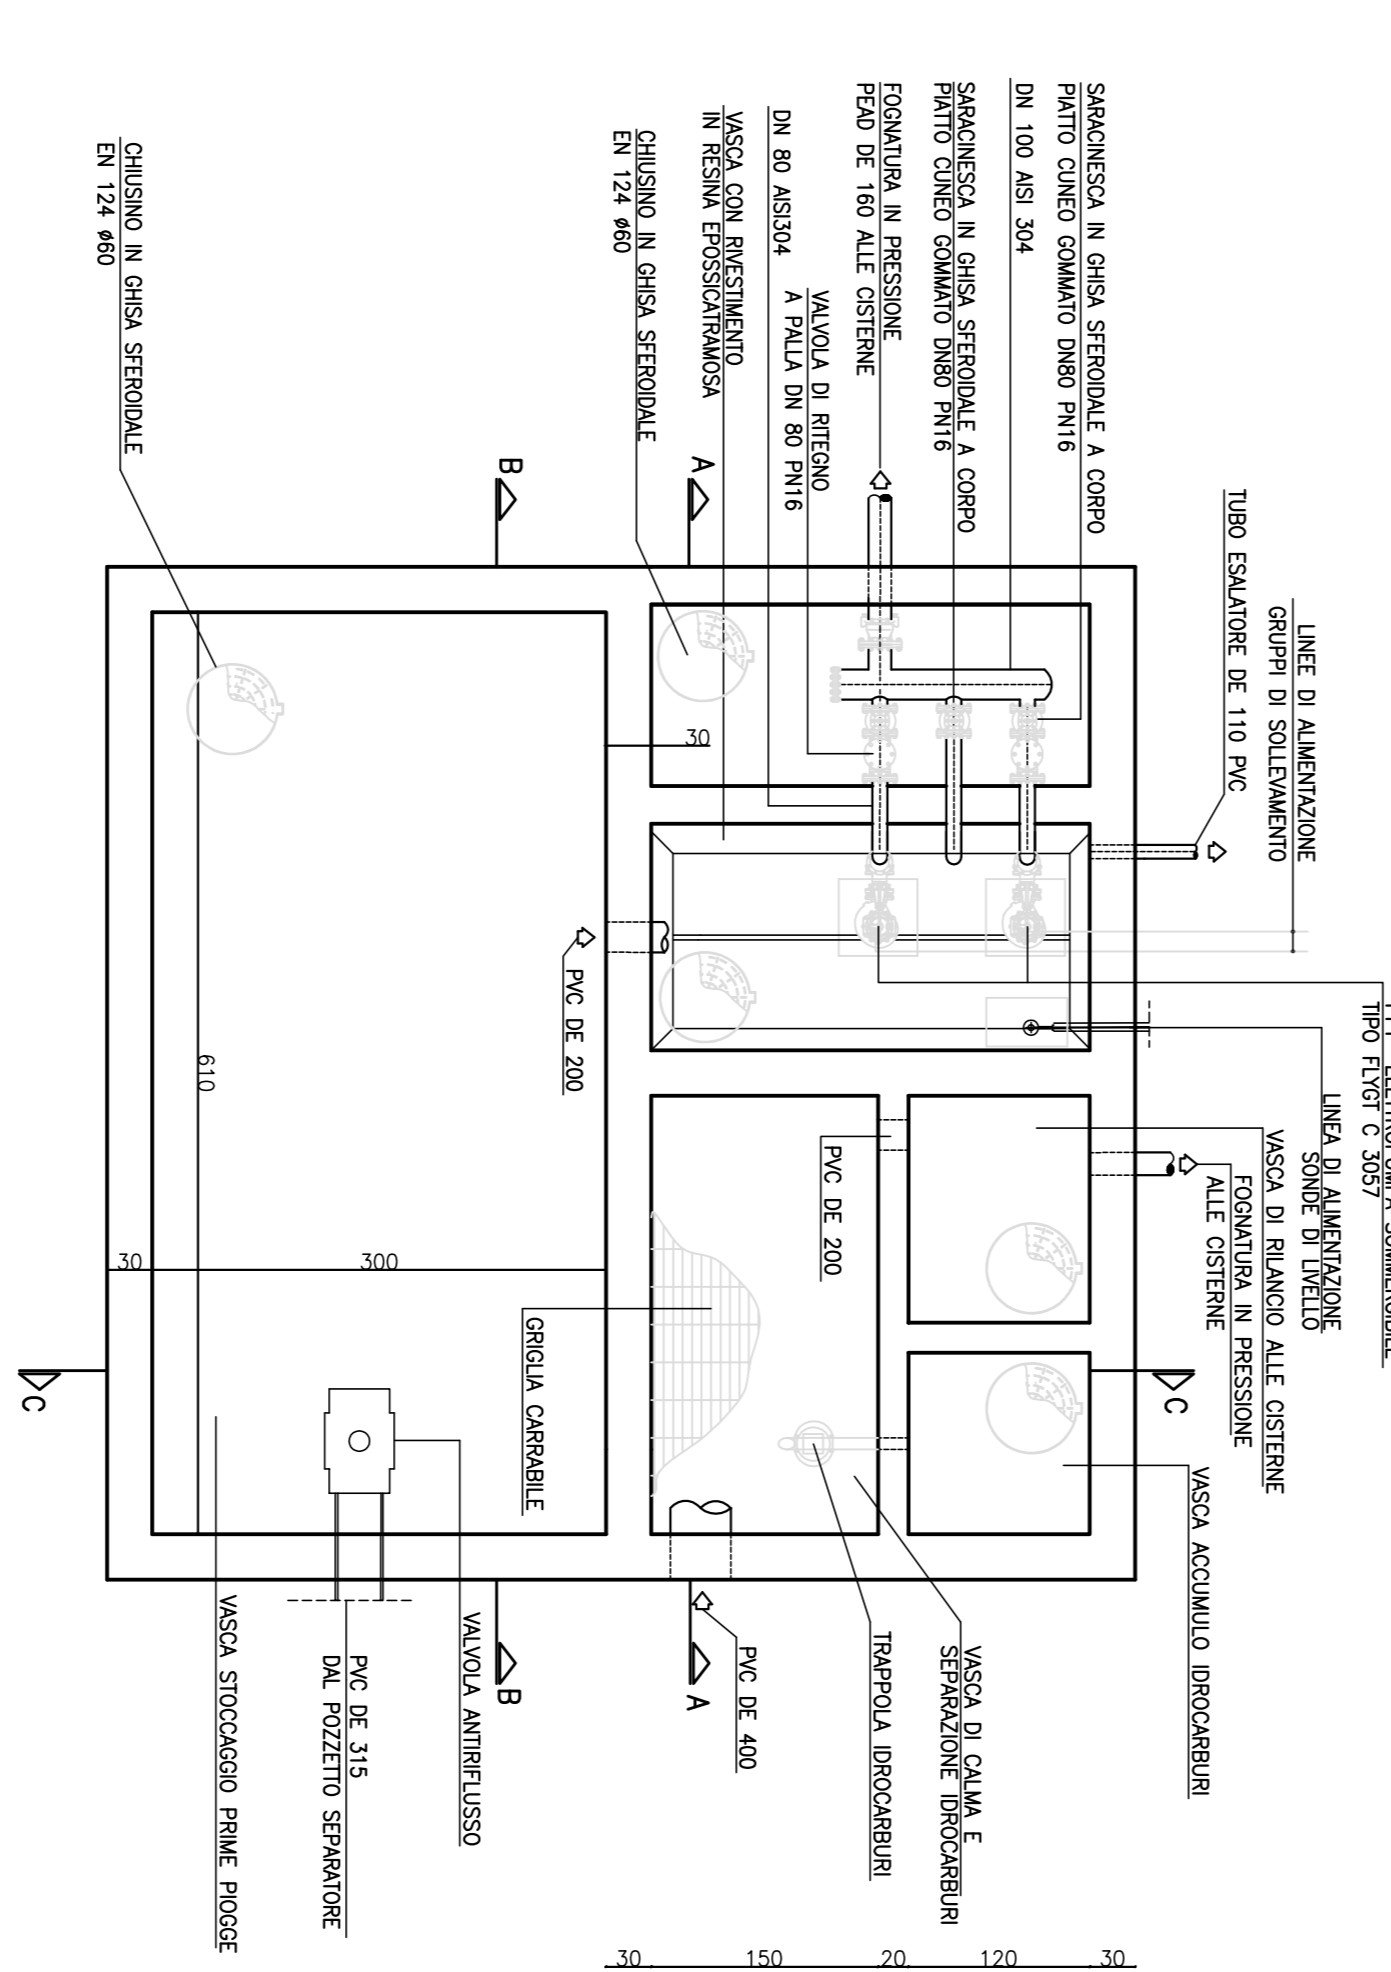 LINEE DI ALIMENTAZIONE
GRUPPI DI SOLLEVAMENTO
TUBO ESALATORE DE 110 PVC
SARACINESCA IN GHISA SFEROIDALE A CORPO
PIATTO CUNEO GOMMATO DN80 PN16
DN 100 AISI 304
SARACINESCA IN GHISA SFEROIDALE A CORPO
PIATTO CUNEO GOMMATO DN80 PN16
FOGNATURA IN PRESSIONE
PEAD DE 160 ALLE CISTERNE
VALVOLA DI RITEGNO
A PALLA DN 80 PN16
DN 80 AISI304
VASCA CON RIVESTIMENTO
IN RESINA EPOSSICATRAMOSA
CHIUSINO IN GHISA SFEROIDALE
EN 124 ø60
CHIUSINO IN GHISA SFEROIDALE
EN 124 ø60
A
B
30
610
PVC DE 200
30
300
TIPO FLYGT C 3057
LINEA DI ALIMENTAZIONE
SONDE DI LIVELLO
VASCA DI RILANCIO ALLE CISTERNE
FOGNATURA IN PRESSIONE
ALLE CISTERNE
PVC DE 200
GRIGLIA CARRABILE
C
C
VASCA ACCUMULO IDROCARBURI
VASCA DI CALMA E
SEPARAZIONE IDROCARBURI
TRAPPOLA IDROCARBURI
PVC DE 400
A
B
VALVOLA ANTIRIFLUSSO
PVC DE 315
DAL POZZETTO SEPARATORE
VASCA STOCCAGGIO PRIME PIOGGE
30
150
20
120
30